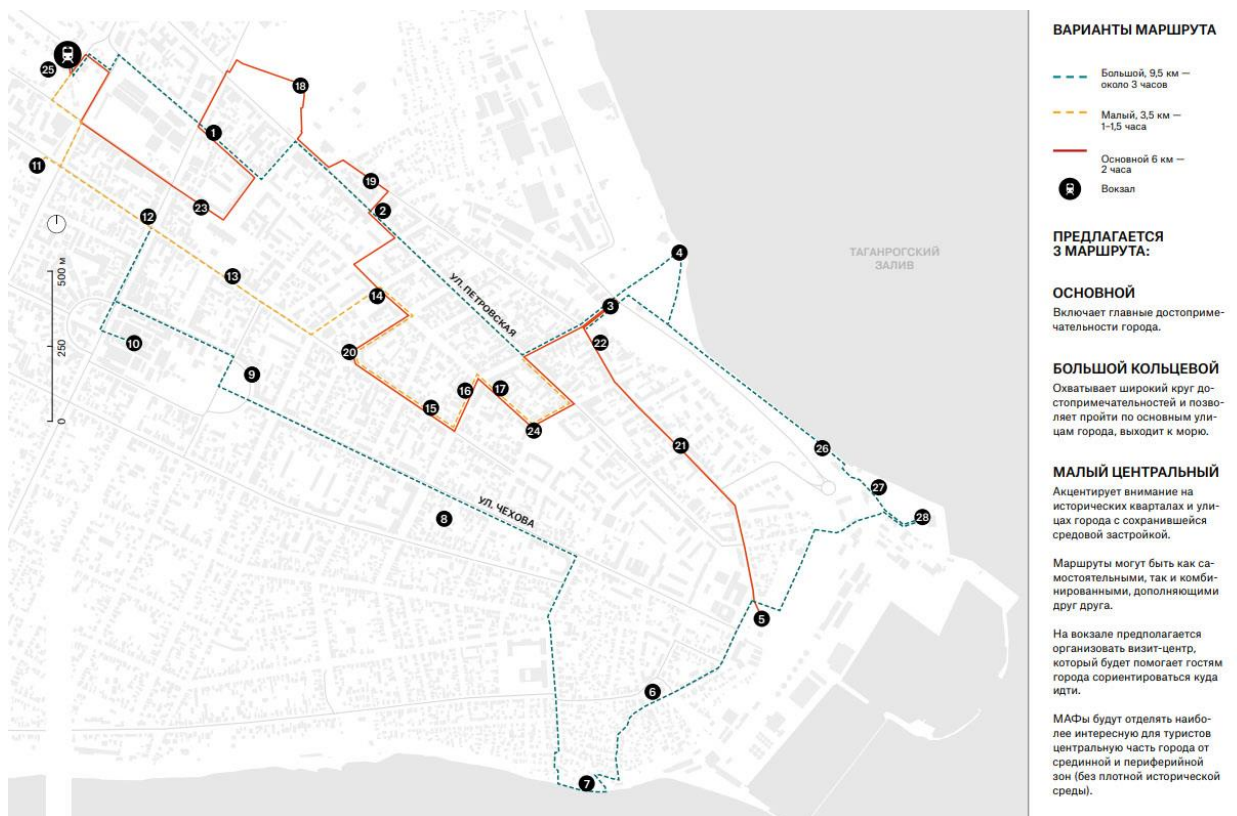 25
18
1
11
19
2
23
12
4
13
14
УЛ. ПЕТРОВСКАЯ
3
22
10
20
9
16
17
15
24
21
26
27
28
УЛ. ЧЕХОВА
8
5
6
7
500 М
250
0
ТАГАНРОГСКИЙ
ЗАЛИВ
ВАРИАНТЫ МАРШРУТА
Большой, 9,5 км —
около 3 часов
Малый, 3,5 км —
1–1,5 часа
Основной 6 км —
2 часа
Вокзал
ПРЕДЛАГАЕТСЯ
3 МАРШРУТА:
ОСНОВНОЙ
Включает главные достоприме-
чательности города.
БОЛЬШОЙ КОЛЬЦЕВОЙ
Охватывает широкий круг до-
стопримечательностей и позво-
ляет пройти по основным ули-
цам города, выходит к морю.
МАЛЫЙ ЦЕНТРАЛЬНЫЙ
Акцентирует внимание на
исторических кварталах и ули-
цах города с сохранившейся
средовой застройкой.
Маршруты могут быть как са-
мостоятельными, так и комби-
нированными, дополняющими
друг друга.
На вокзале предполагается
организовать визит-центр,
который будет помогает гостям
города сориентироваться куда
идти.
МАФы будут отделять наибо-
лее интересную для туристов
центральную часть города от
срединной и периферийной
зон (без плотной исторической
среды).